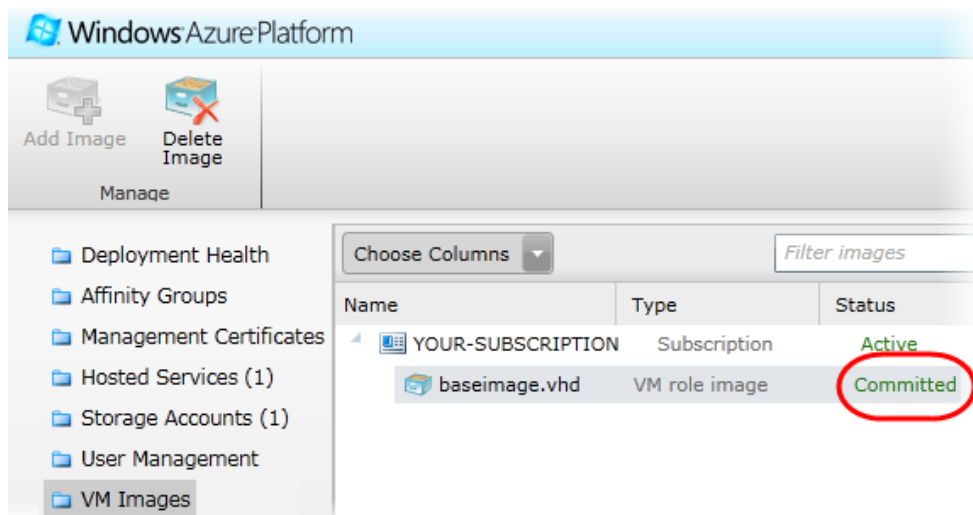 Windows Azure Platform
Add Image
Delete
Image
Manage
Deployment Health
Affinity Groups
Management Certificates
Hosted Services (1)
Storage Accounts (1)
User Management
VM Images
Choose Columns
Filter images
Name Type Status
YOUR-SUBSCRIPTION Subscription Active
baseimage.vhd VM role image Committed